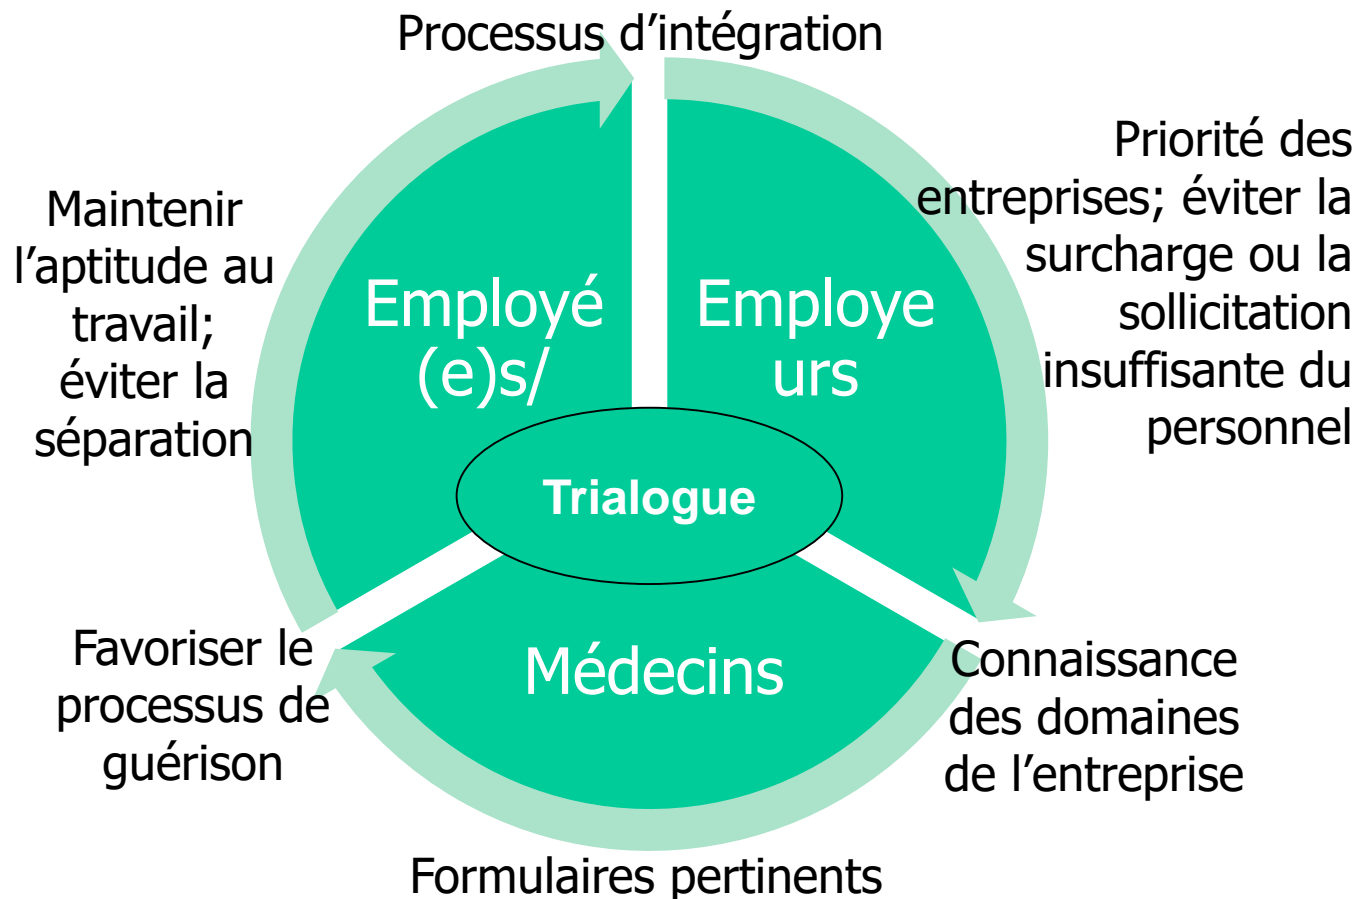 Processus d’intégration
Priorité des
entreprises; éviter la
surcharge ou la
sollicitation
insuffisante du
personnel
Maintenir
l’aptitude au
travail;
éviter la
séparation
Employé
(e)s/
Employe
urs
Trialogue
Médecins
Favoriser le
processus de
guérison
Connaissance
des domaines
de l’entreprise
Formulaires pertinents